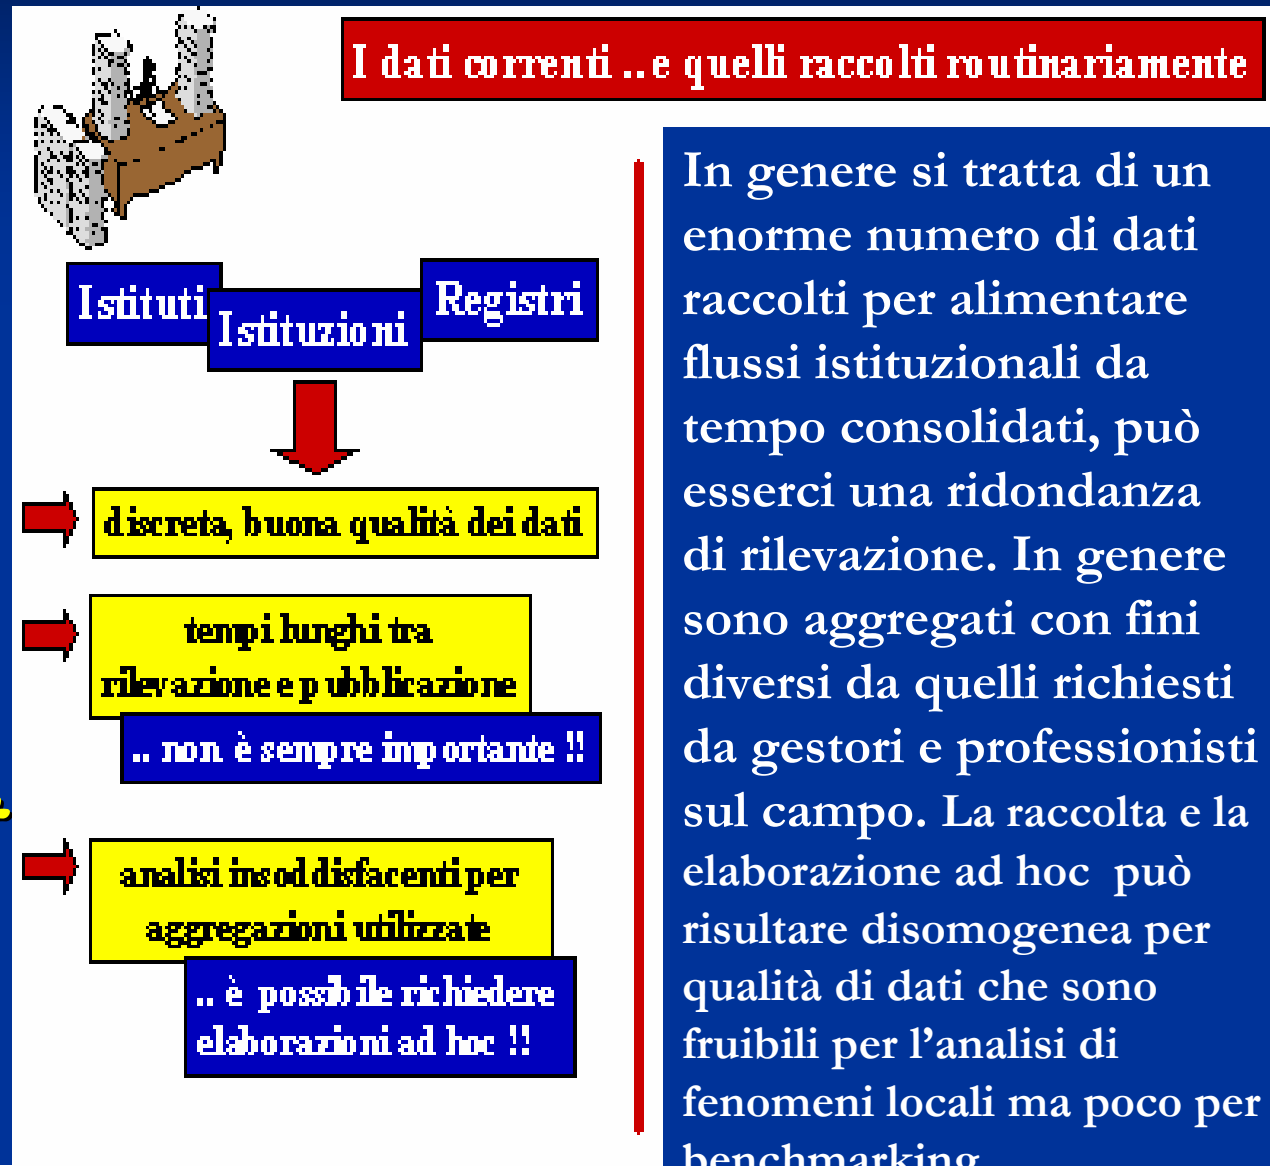 I dati correnti ..e quelli raccolti routinariamente
Istituti
Istituzioni
Registri
discreta, buona qualità dei dati
tempi lunghi tra
rilevazione e pubblicazione
.. non è sempre importante !!
analisi insoddisfacenti per
aggregazioni utilizzate
.. è possibile richiedere
elaborazioni ad hoc !!
In genere si tratta di un
enorme numero di dati
raccolti per alimentare
flussi istituzionali da
tempo consolidati, può
esserci una ridondanza
di rilevazione. In genere
sono aggregati con fini
diversi da quelli richiesti
da gestori e professionisti
sul campo. La raccolta e la
elaborazione ad hoc può
risultare disomogenea per
qualità di dati che sono
fruibili per l’analisi di
fenomeni locali ma poco per
benchmarking